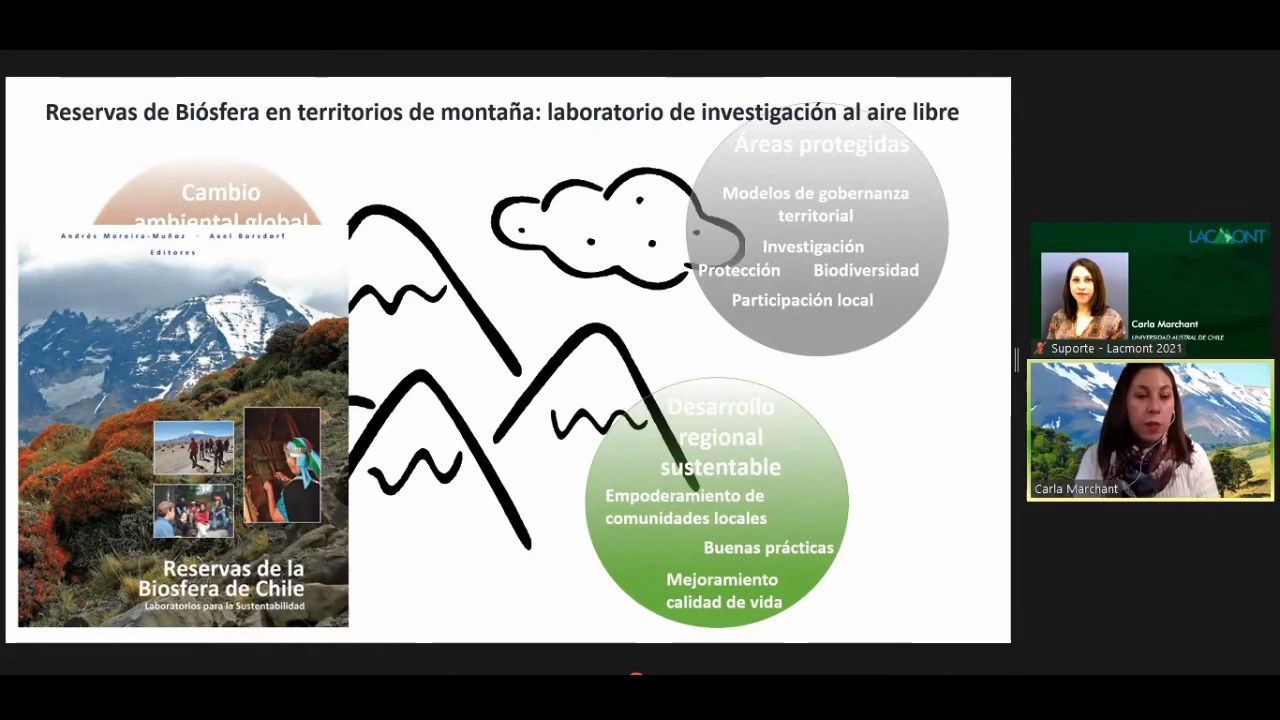 Reservas de Biósfera en territorios de montaña: laboratorio de investigación al aire libre
Cambio
ambiental global
Andrés Moreira-Muñoz · Axel Borsdorf
Editores
Reservas de la
Biosfera de Chile
Laboratorios para la Sustentabilidad
Áreas protegidas
Modelos de gobernanza
territorial
Investigación
Protección Biodiversidad
Participación local
Desarrollo
regional
sustentable
Empoderamiento de
comunidades locales
Buenas prácticas
Mejoramiento
calidad de vida
LACMONT
Carla Marchant
UNIVERSIDAD AUSTRAL DE CHILE
Suporte - Lacmont 2021
Carla Marchant